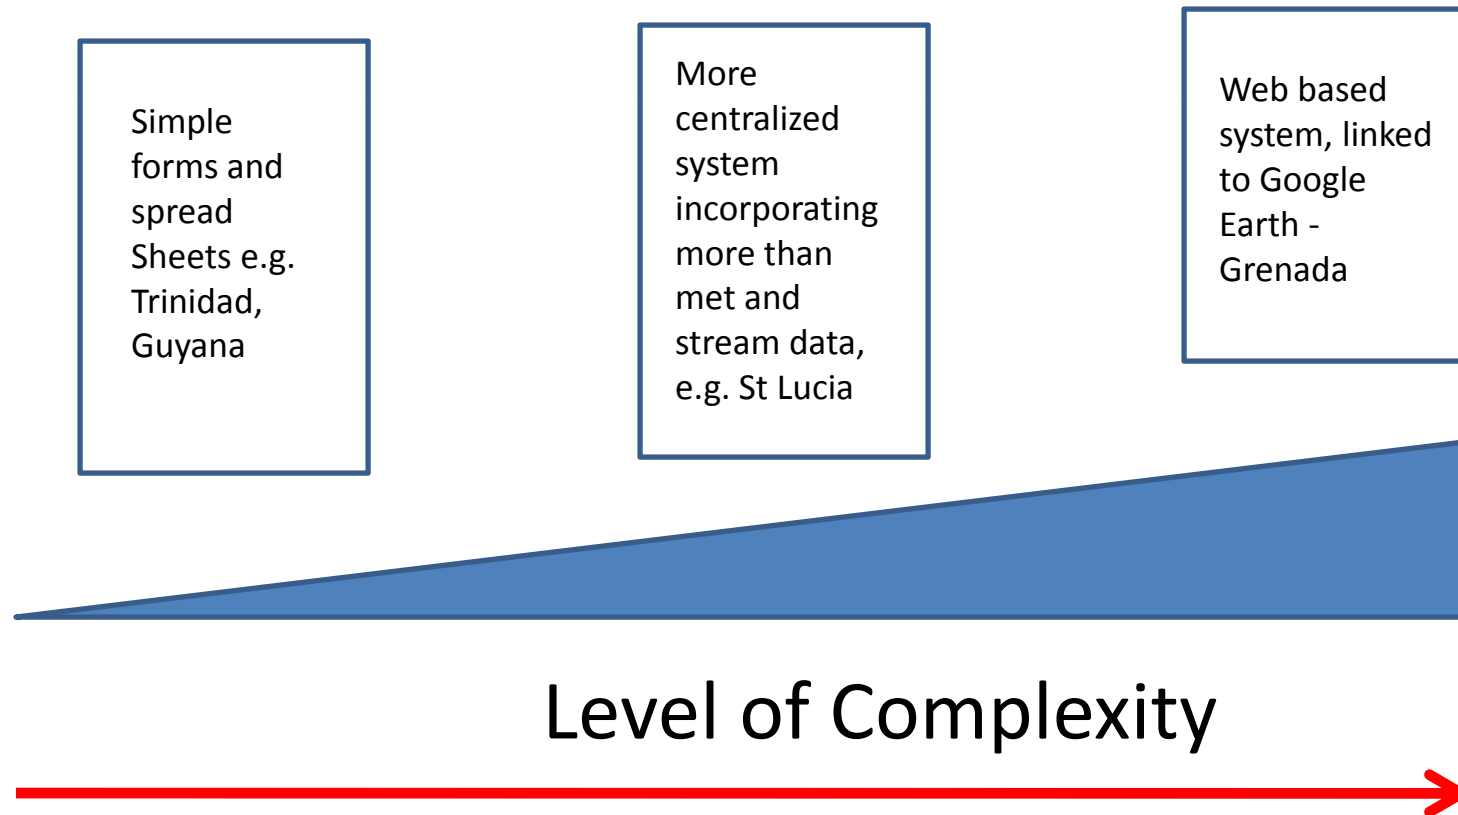 Simple
forms and
spread
Sheets e.g.
Trinidad,
Guyana
More
centralized
system
incorporating
more than
met and
stream data,
e.g. St Lucia
Web based
system, linked
to Google
Earth -
Grenada
Level of Complexity